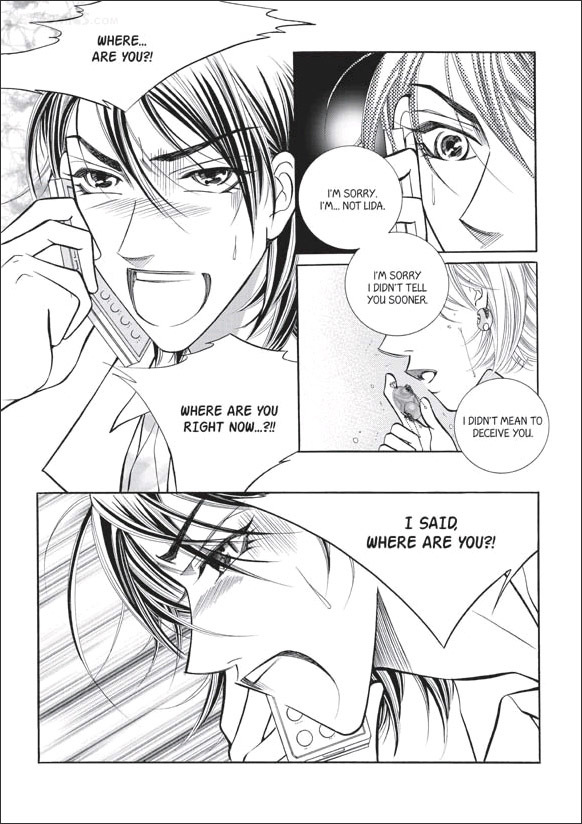 WHERE...
ARE YOU?!
I'M SORRY.
I'M... NOT LIDA.
I'M SORRY
I DIDN'T TELL
YOU SOONER.
WHERE ARE YOU
RIGHT NOW...?!!
I DIDN'T MEAN TO
DECEIVE YOU.
I SAID,
WHERE ARE YOU?!